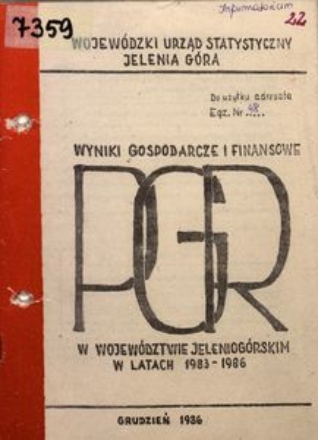 Informatorium
22
7359
WOJEWÓDZKI URZĄD STATYSTYCZNY
JELENIA GÓRA
Do użytku adresata
Egz. Nr 48
WYNIKI GOSPODARCZE I FINANSOWE
PGR
W WOJEWÓDZTWIE JELENIOGÓRSKIM
W LATACH 1983-1986
GRUDZIEŃ 1986